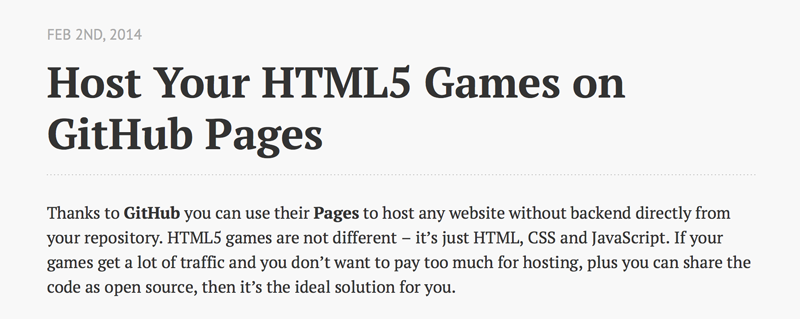 FEB 2ND, 2014
Host Your HTML5 Games on
GitHub Pages
Thanks to GitHub you can use their Pages to host any website without backend directly from
your repository. HTML5 games are not different – it’s just HTML, CSS and JavaScript. If your
games get a lot of traffic and you don’t want to pay too much for hosting, plus you can share the
code as open source, then it’s the ideal solution for you.